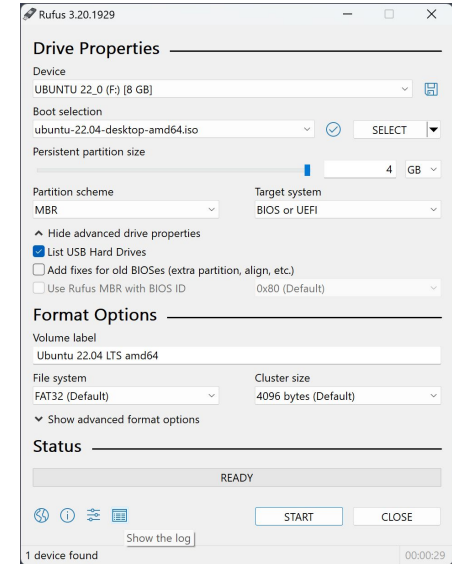 Rufus 3.20.1929
Drive Properties
Device
UBUNTU 22_0 (F:) [8 GB]
Boot selection
ubuntu-22.04-desktop-amd64.iso
SELECT
Persistent partition size
4 GB
Partition scheme Target system
MBR BIOS or UEFI
Hide advanced drive properties
List USB Hard Drives
Add fixes for old BIOSes (extra partition, align, etc.)
Use Rufus MBR with BIOS ID 0x80 (Default)
Format Options
Volume label
Ubuntu 22.04 LTS amd64
File system Cluster size
FAT32 (Default) 4096 bytes (Default)
Show advanced format options
Status
READY
START CLOSE
Show the log
1 device found 00:00:29